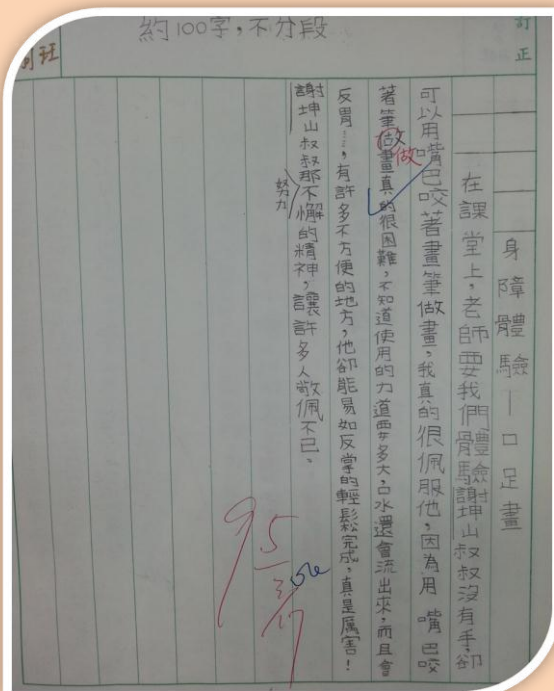 約100字,不分段
訂正
身障體驗—口足畫
在課堂上,老師要我們體驗謝坤山叔叔沒有手,卻
可以用嘴巴咬著畫筆做畫,我真的很佩服他,因為用嘴巴咬
著筆做畫真的很困難,不知道使用的力道要多大,口水還會流出來,而且會
做
反胃……,有許多不方便的地方,他卻能易如反掌的輕鬆完成,真是厲害!
謝坤山叔叔那不懈的精神,讓許多人敬佩不已。
努力
95